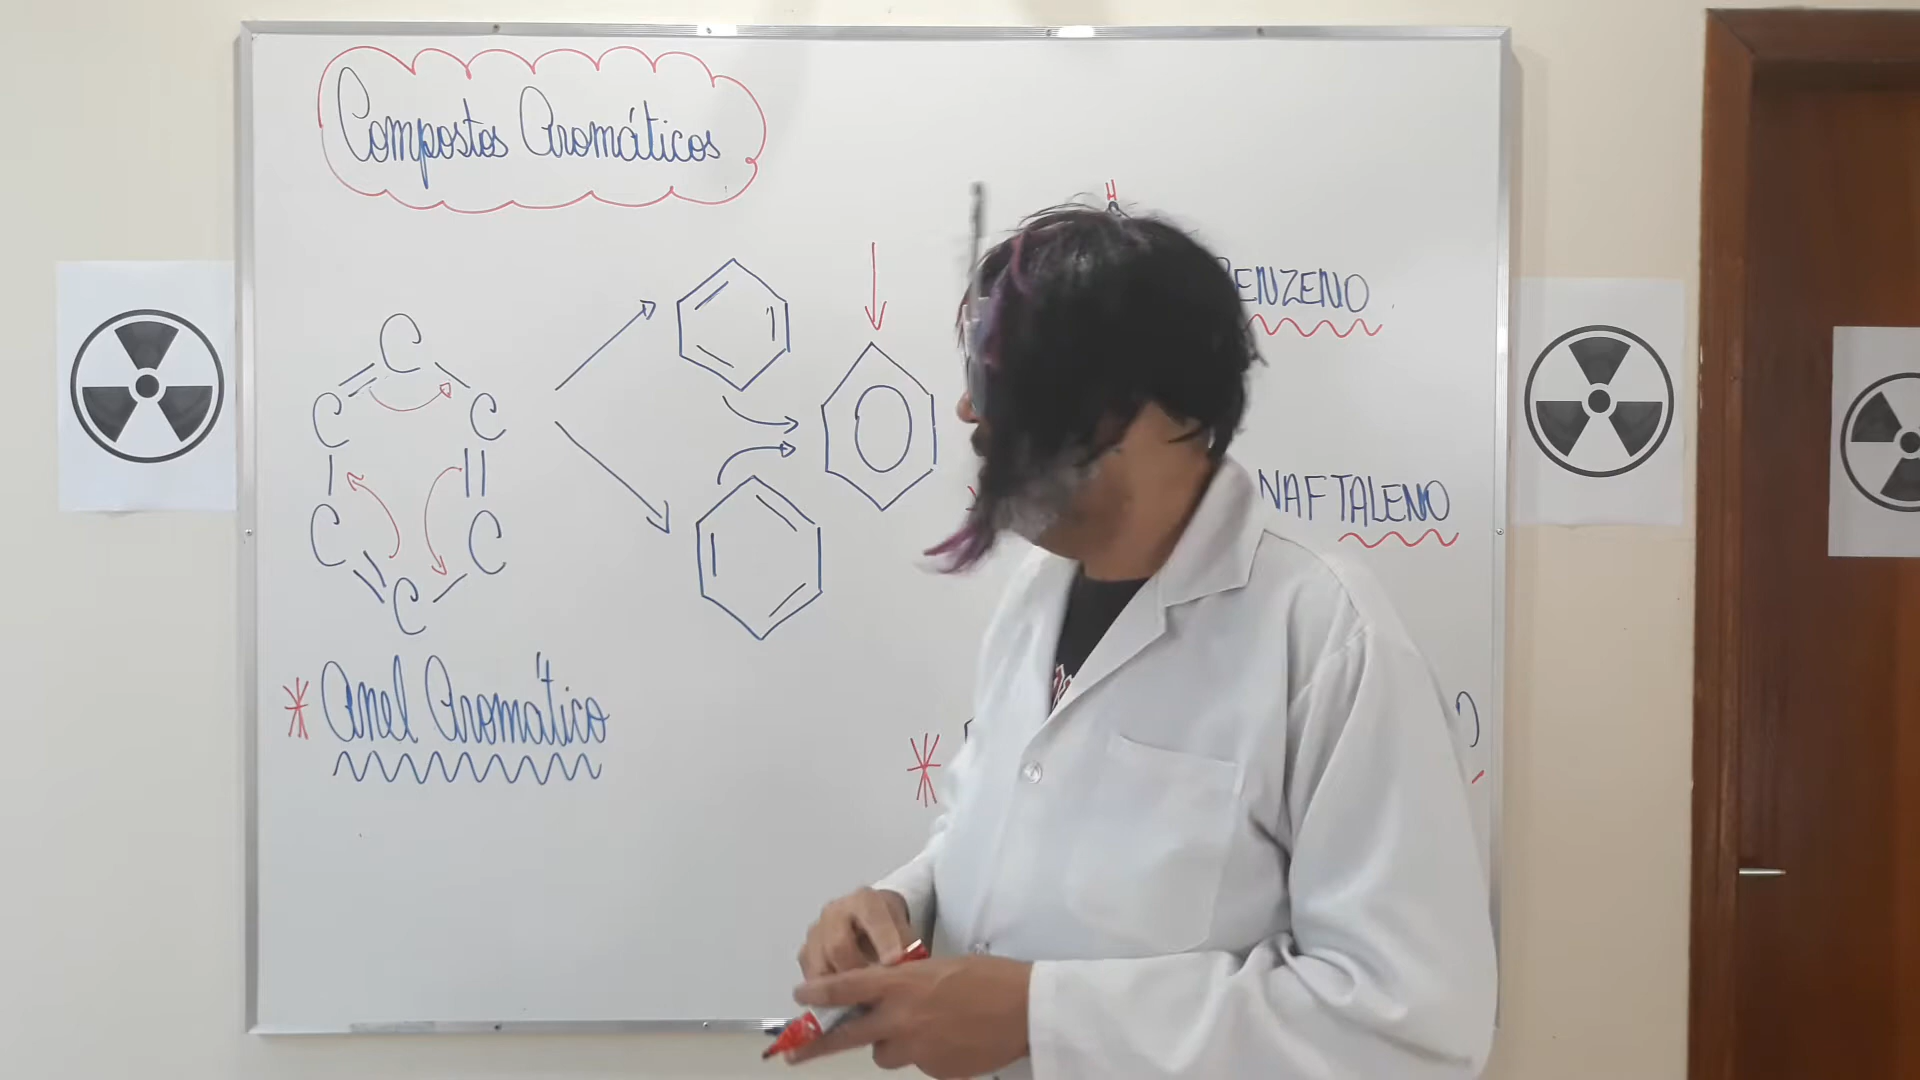 Compostos Aromáticos
H
BENZENO
C
C
C
NAFTALENO
C
C
C
* Anel Aromático
*